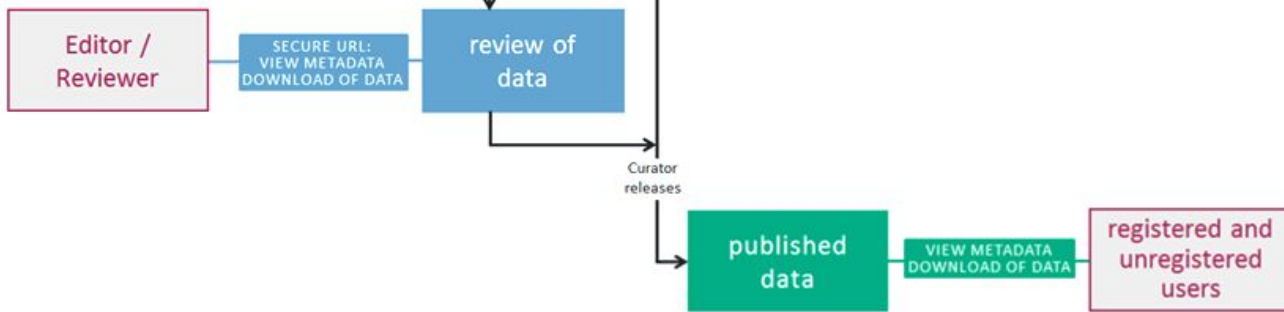 Editor /
Reviewer
SECURE URL:
VIEW METADATA
DOWNLOAD OF DATA
review of
data
Curator
releases
published
data
VIEW METADATA
DOWNLOAD OF DATA
registered and
unregistered
users